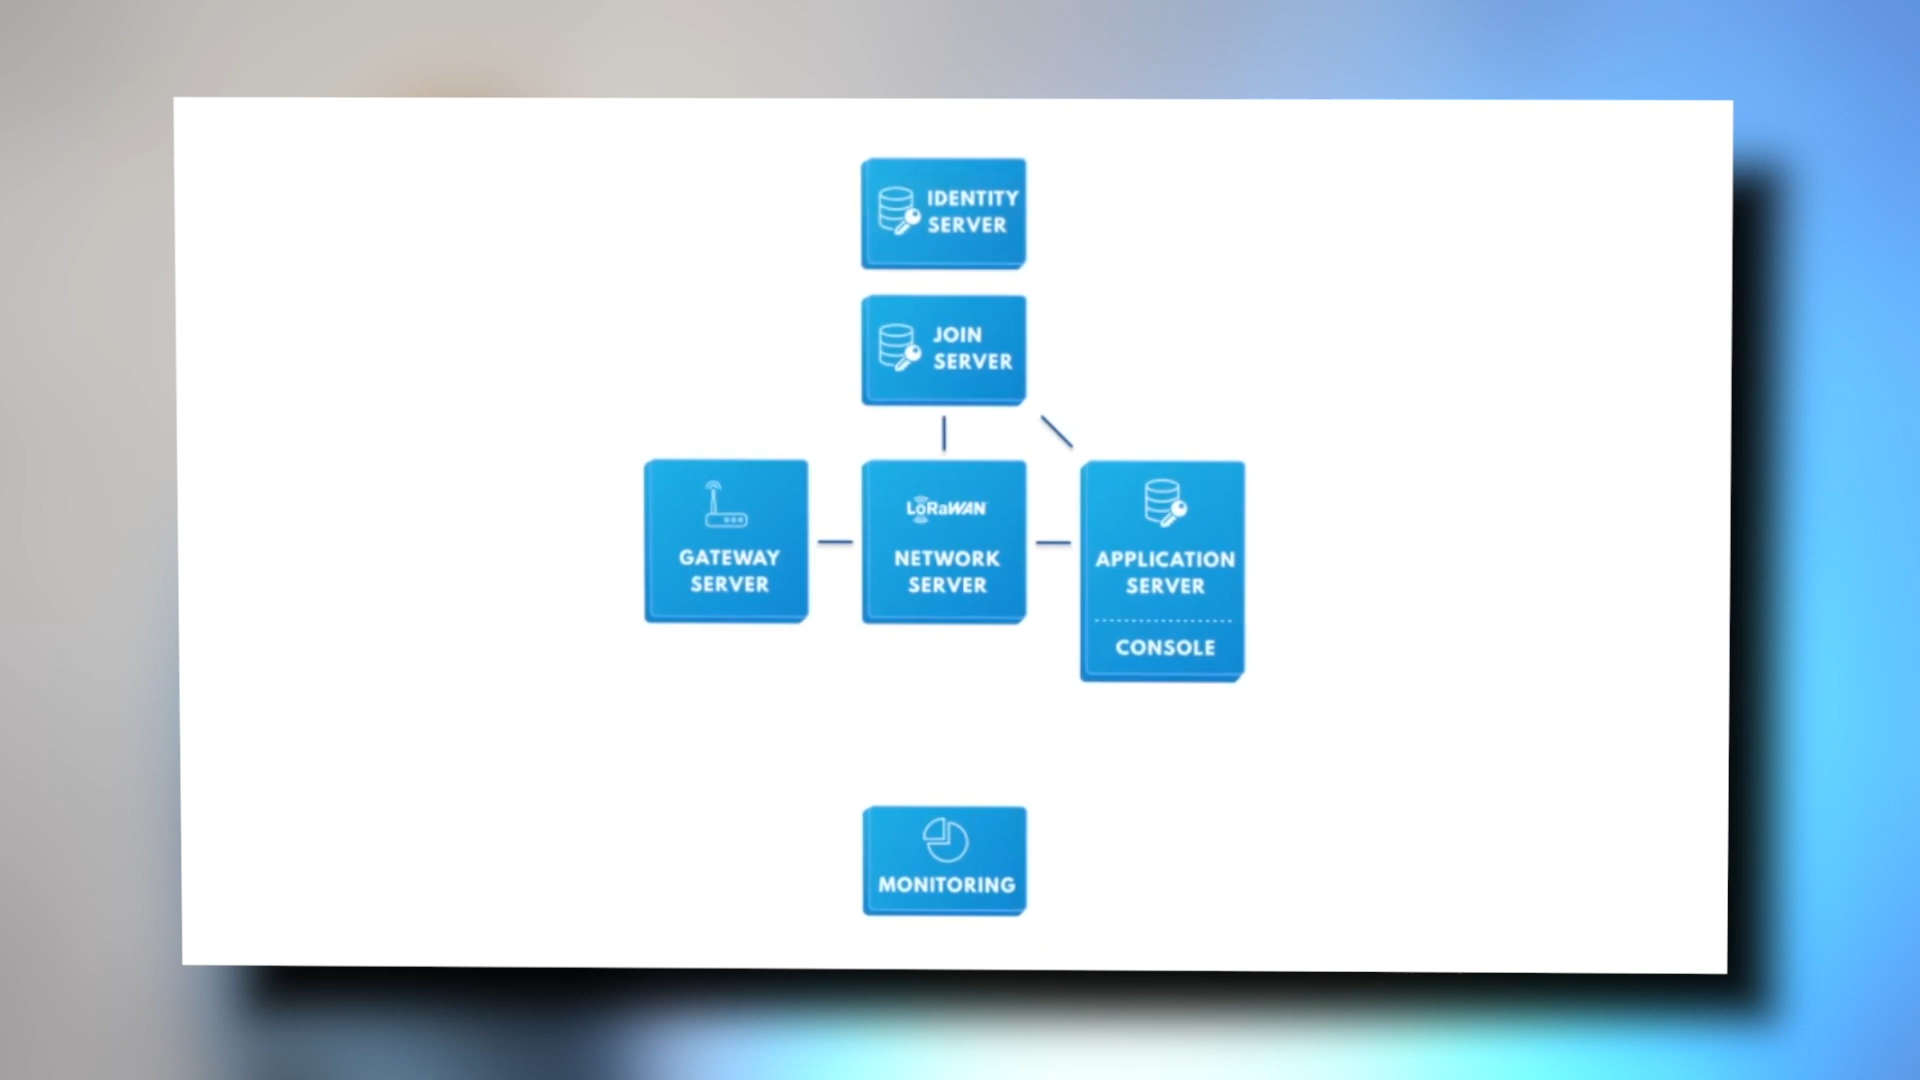 IDENTITY
SERVER
JOIN
SERVER
GATEWAY
SERVER
LoRaWAN
NETWORK
SERVER
APPLICATION
SERVER
CONSOLE
MONITORING